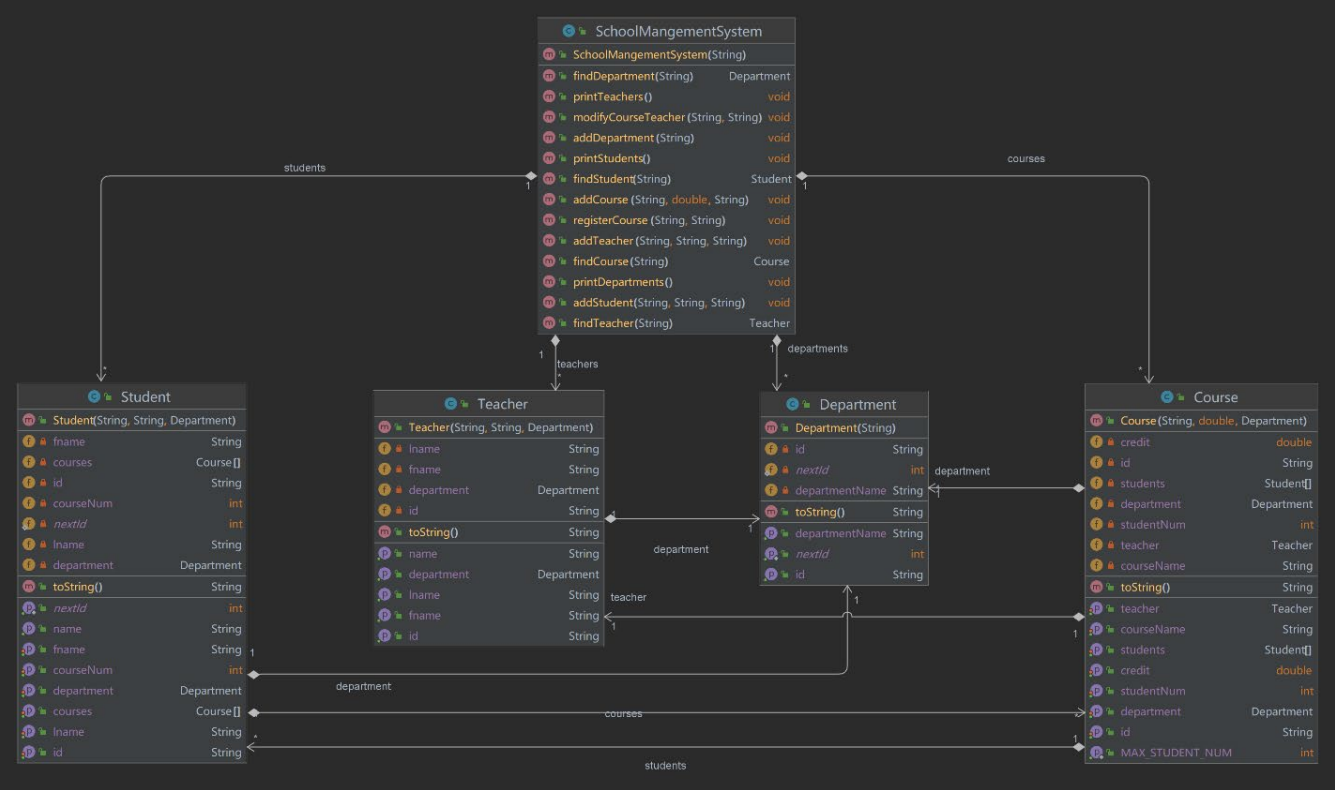 SchoolMangementSystem
SchoolMangementSystem(String)
findDepartment(String) Department
printTeachers() void
modifyCourseTeacher(String, String) void
addDepartment(String) void
printStudents() void
findStudent(String) Student
addCourse (String, double, String) void
registerCourse (String, String) void
addTeacher(String, String, String) void
findCourse(String) Course
printDepartments() void
addStudent(String, String, String) void
findTeacher(String) Teacher
students
1
*
courses
1
*
1
teachers
*
1
departments
*
Student
Student(String, String, Department)
fname String
courses Course[]
id String
courseNum int
nextId int
lname String
department Department
toString() String
nextId int
name String
fname String
courseNum int
department Department
courses Course[]
lname String
id String
Teacher
Teacher(String, String, Department)
lname String
fname String
department Department
id String
toString() String
name String
department Department
lname String
fname String
id String
Department
Department(String)
id String
nextId int
departmentName String
toString() String
departmentName String
nextId int
id String
Course
Course(String, double, Department)
credit double
id String
students Student[]
department Department
studentNum int
teacher Teacher
courseName String
toString() String
teacher Teacher
courseName String
students Student[]
credit double
studentNum int
department Department
id String
MAX_STUDENT_NUM int
department
1
1
department
1
teacher
1
1
1
department
1
courses
*
students
1